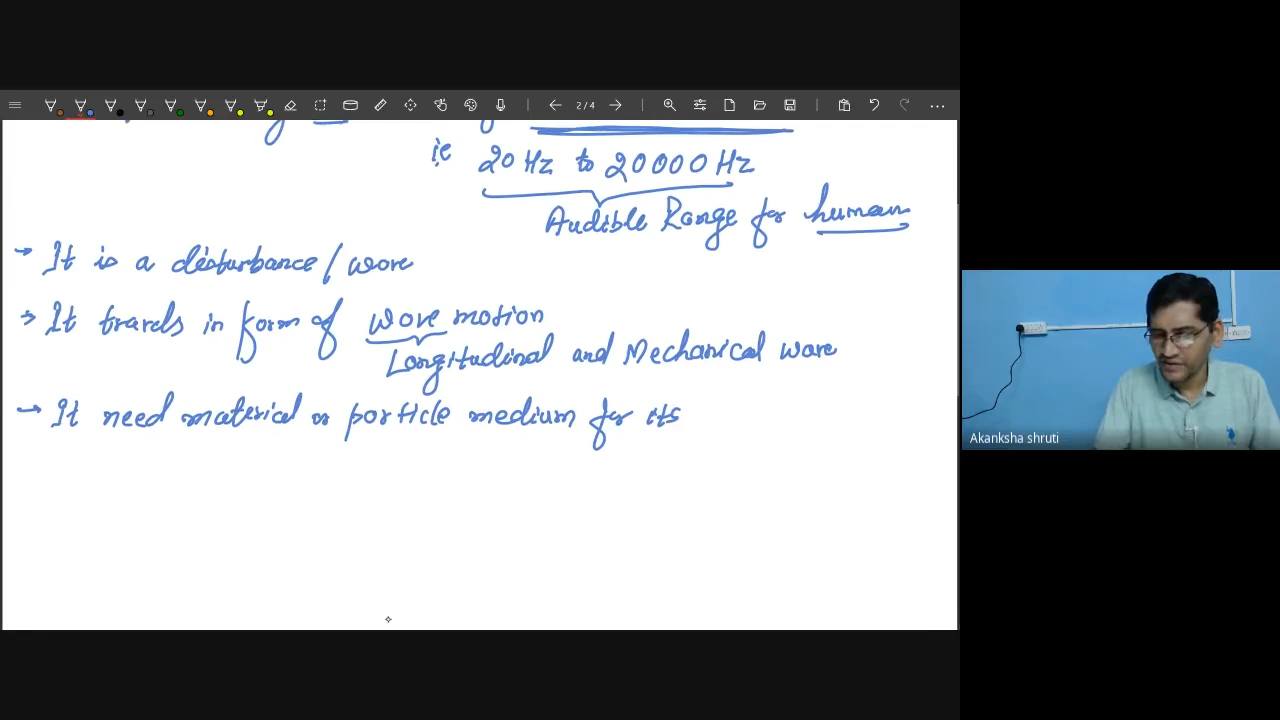 2/4
ie 20 Hz to 20000 Hz
Audible Range for human
→ It is a disturbance/wave
→ It travels in form of wave motion
Longitudinal and Mechanical wave
→ It need material or particle medium for its
Akanksha shruti